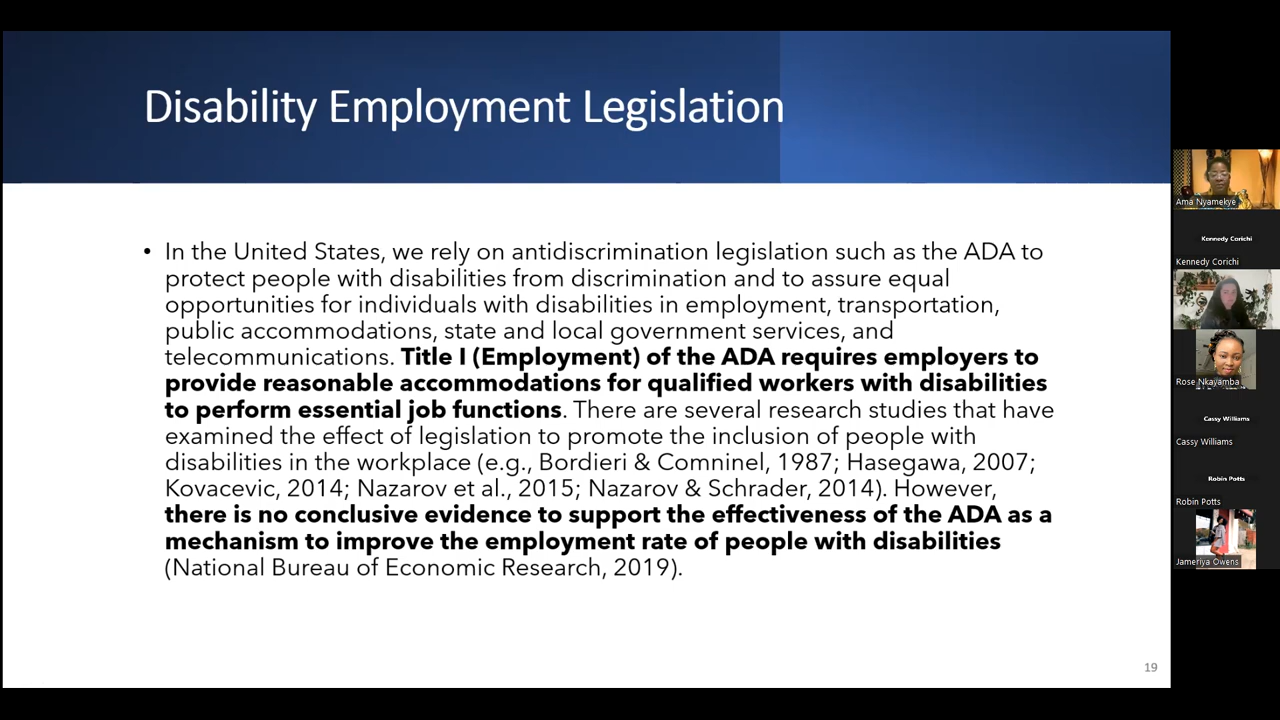 Disability Employment Legislation
• In the United States, we rely on antidiscrimination legislation such as the ADA to
protect people with disabilities from discrimination and to assure equal
opportunities for individuals with disabilities in employment, transportation,
public accommodations, state and local government services, and
telecommunications. Title I (Employment) of the ADA requires employers to
provide reasonable accommodations for qualified workers with disabilities
to perform essential job functions. There are several research studies that have
examined the effect of legislation to promote the inclusion of people with
disabilities in the workplace (e.g., Bordieri & Comninel, 1987; Hasegawa, 2007;
Kovacevic, 2014; Nazarov et al., 2015; Nazarov & Schrader, 2014). However,
there is no conclusive evidence to support the effectiveness of the ADA as a
mechanism to improve the employment rate of people with disabilities
(National Bureau of Economic Research, 2019).
19
Ama Nyamekye
Kennedy Corichi
Kennedy Corichi
Rose Nkayamba
Cassy Williams
Cassy Williams
Robin Potts
Robin Potts
Jameriya Owens